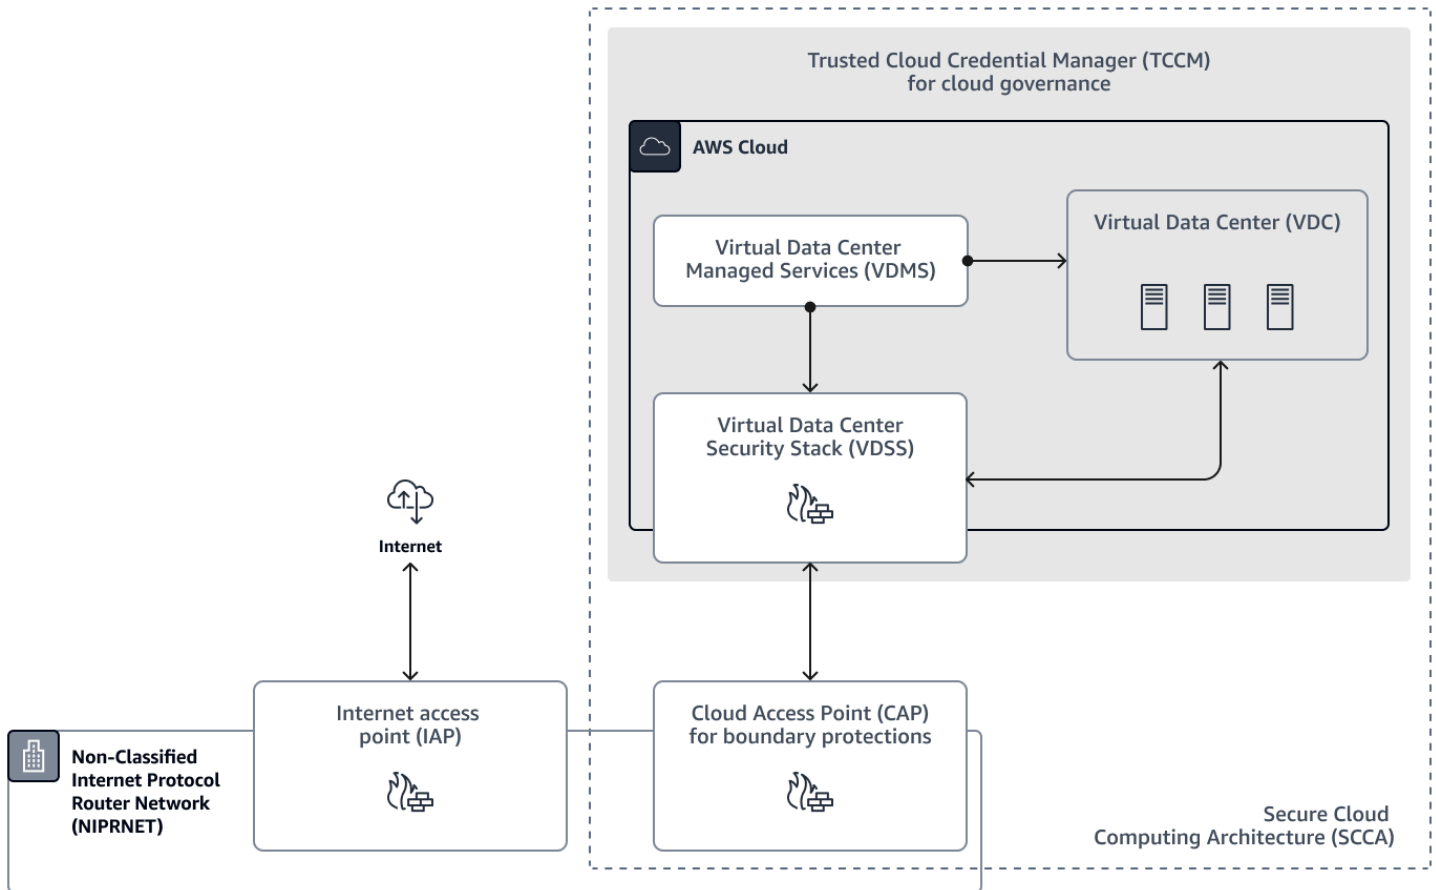 Trusted Cloud Credential Manager (TCCM)
for cloud governance
AWS Cloud
Virtual Data Center
Managed Services (VDMS)
Virtual Data Center (VDC)
Virtual Data Center
Security Stack (VDSS)
Internet
Internet access
point (IAP)
Cloud Access Point (CAP)
for boundary protections
Non-Classified
Internet Protocol
Router Network
(NIPRNET)
Secure Cloud
Computing Architecture (SCCA)